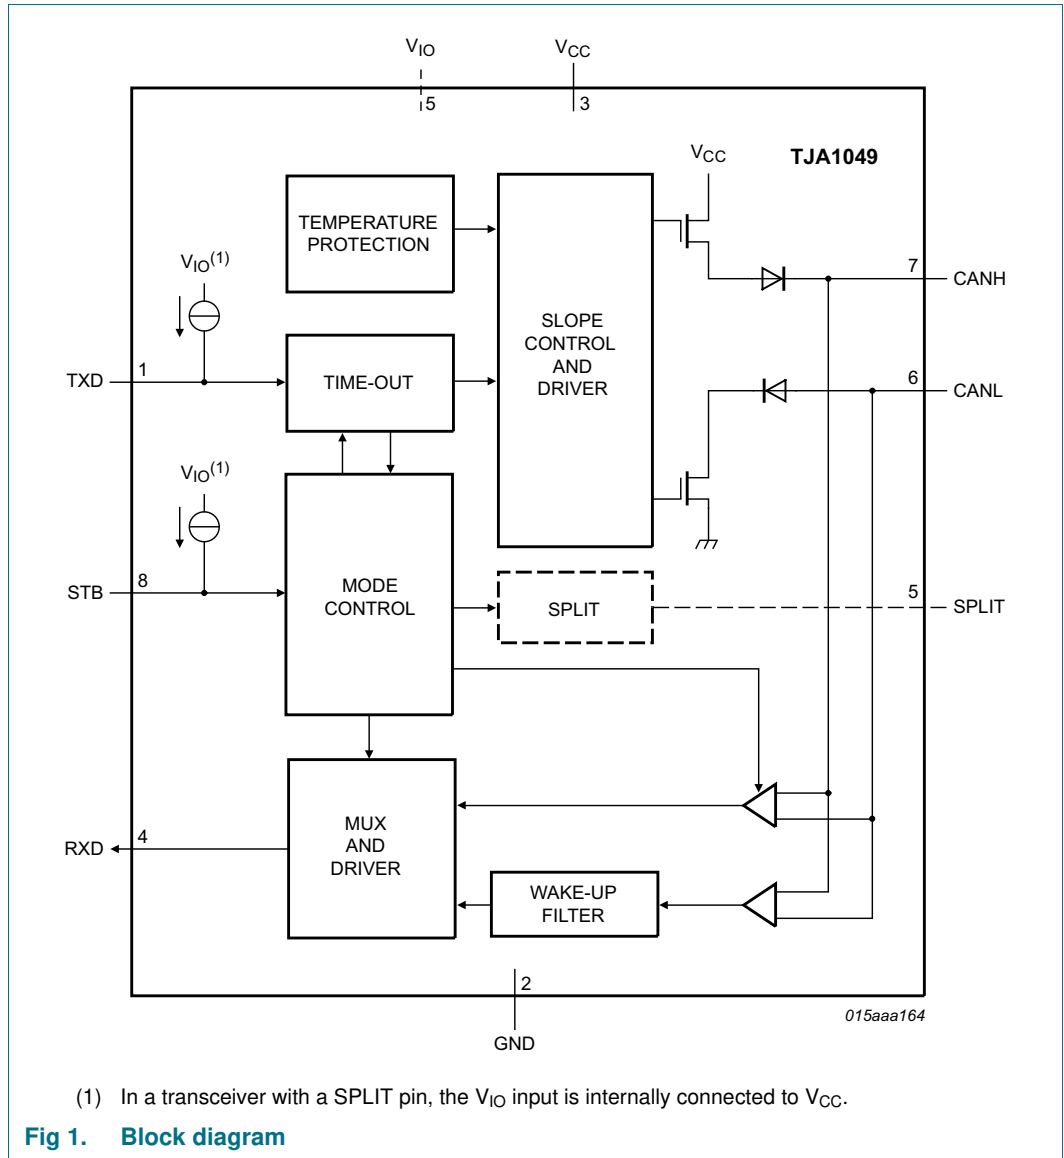 VIO
VCC
5
3
TJA1049
VCC
TEMPERATURE
PROTECTION
VIO(1)
7
CANH
SLOPE
CONTROL
AND
DRIVER
TXD
1
TIME-OUT
6
CANL
VIO(1)
STB
8
MODE
CONTROL
SPLIT
5
SPLIT
MUX
AND
DRIVER
RXD
4
WAKE-UP
FILTER
2
015aaa164
GND
(1) In a transceiver with a SPLIT pin, the VIO input is internally connected to VCC.
Fig 1. Block diagram